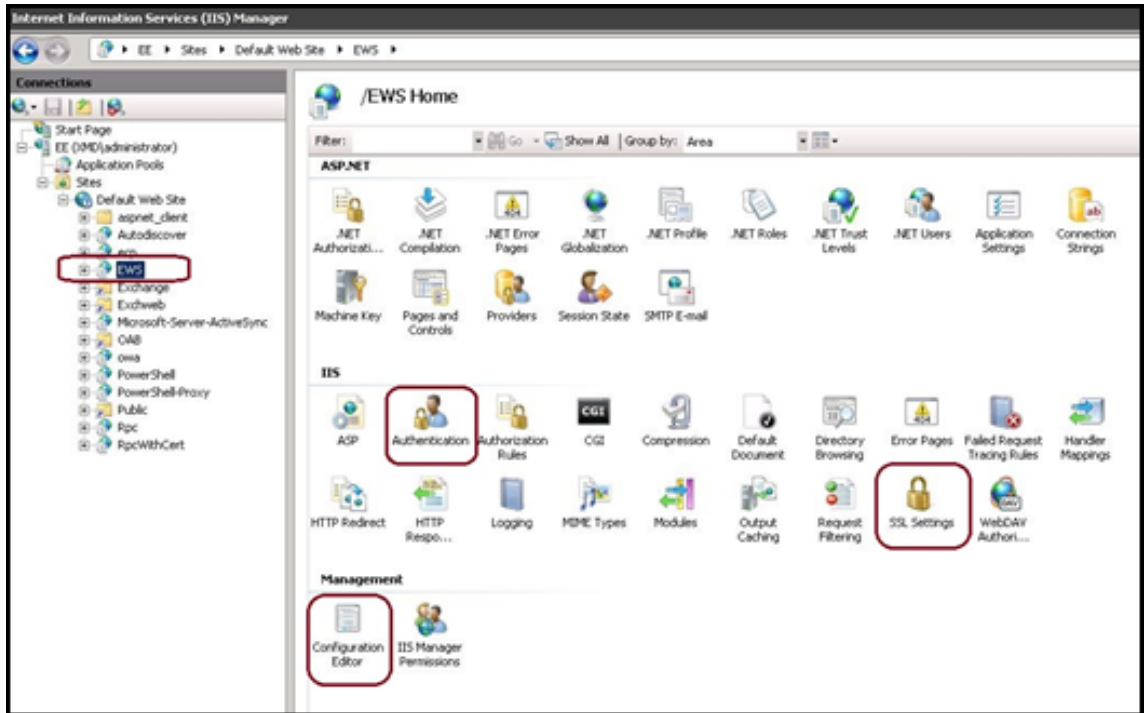 Internet Information Services (IIS) Manager
EE Sites Default Web Site EWS
Connections
Start Page
EE (XMD\administrator)
Application Pools
Sites
Default Web Site
aspnet_client
Autodiscover
ecp
EWS
Exchange
Exchweb
Microsoft-Server-ActiveSync
OAB
owa
PowerShell
PowerShell-Proxy
Public
Rpc
RpcWithCert
/EWS Home
Filter: Go Show All Group by: Area
ASP.NET
.NET Authorizati...
.NET Compilation
.NET Error Pages
.NET Globalization
.NET Profile
.NET Roles
.NET Trust Levels
.NET Users
Application Settings
Connection Strings
Machine Key
Pages and Controls
Providers
Session State
SMTP E-mail
IIS
ASP
Authentication
Authorization Rules
CGI
CGI
Compression
Default Document
Directory Browsing
Error Pages
Failed Request Tracing Rules
Handler Mappings
HTTP Redirect
HTTP Respo...
Logging
MIME Types
Modules
Output Caching
Request Filtering
SSL Settings
WebDAV Authori...
Management
Configuration Editor
IIS Manager Permissions